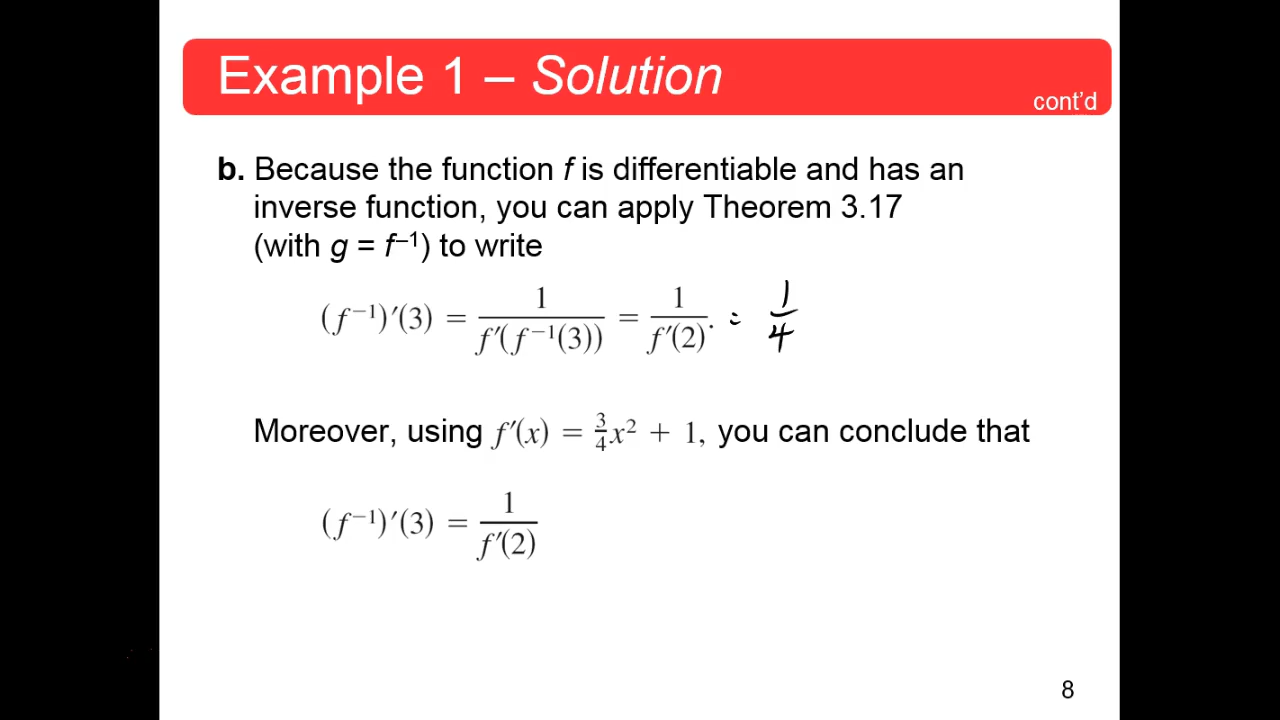 Example 1 – Solution
cont'd
b. Because the function f is differentiable and has an
inverse function, you can apply Theorem 3.17
(with g = f⁻¹) to write
(f⁻¹)′(3) = 1/f′(f⁻¹(3)) = 1/f′(2). = 1/4
Moreover, using f′(x) = 3/4x² + 1, you can conclude that
(f⁻¹)′(3) = 1/f′(2)
8